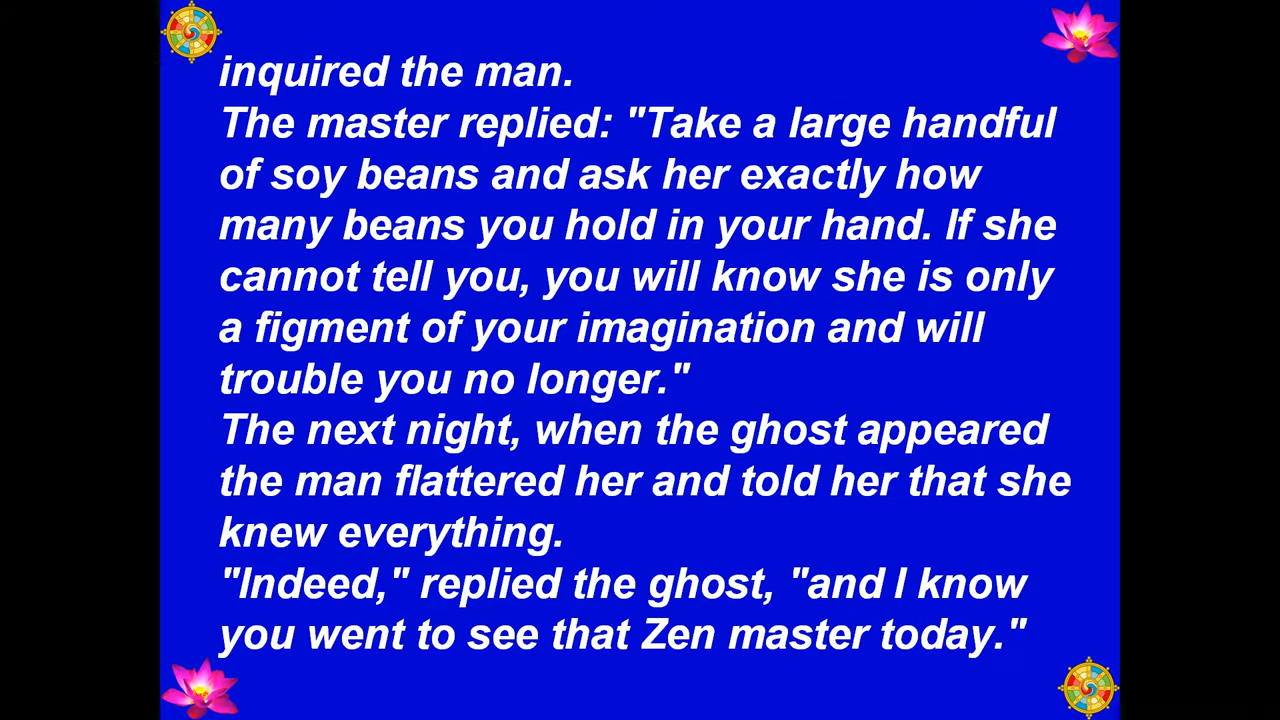 inquired the man.
The master replied: "Take a large handful
of soy beans and ask her exactly how
many beans you hold in your hand. If she
cannot tell you, you will know she is only
a figment of your imagination and will
trouble you no longer."
The next night, when the ghost appeared
the man flattered her and told her that she
knew everything.
"Indeed," replied the ghost, "and I know
you went to see that Zen master today."